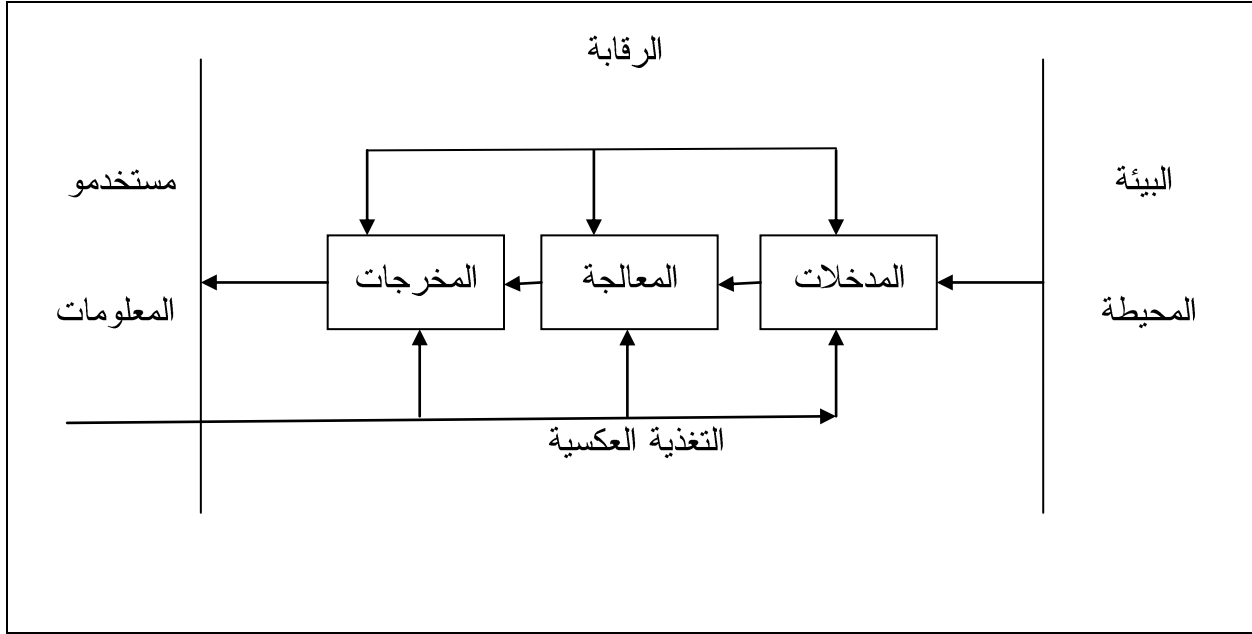 الرقابة
البيئة
المحيطة
المدخلات
المعالجة
المخرجات
مستخدمو
المعلومات
التغذية العكسية